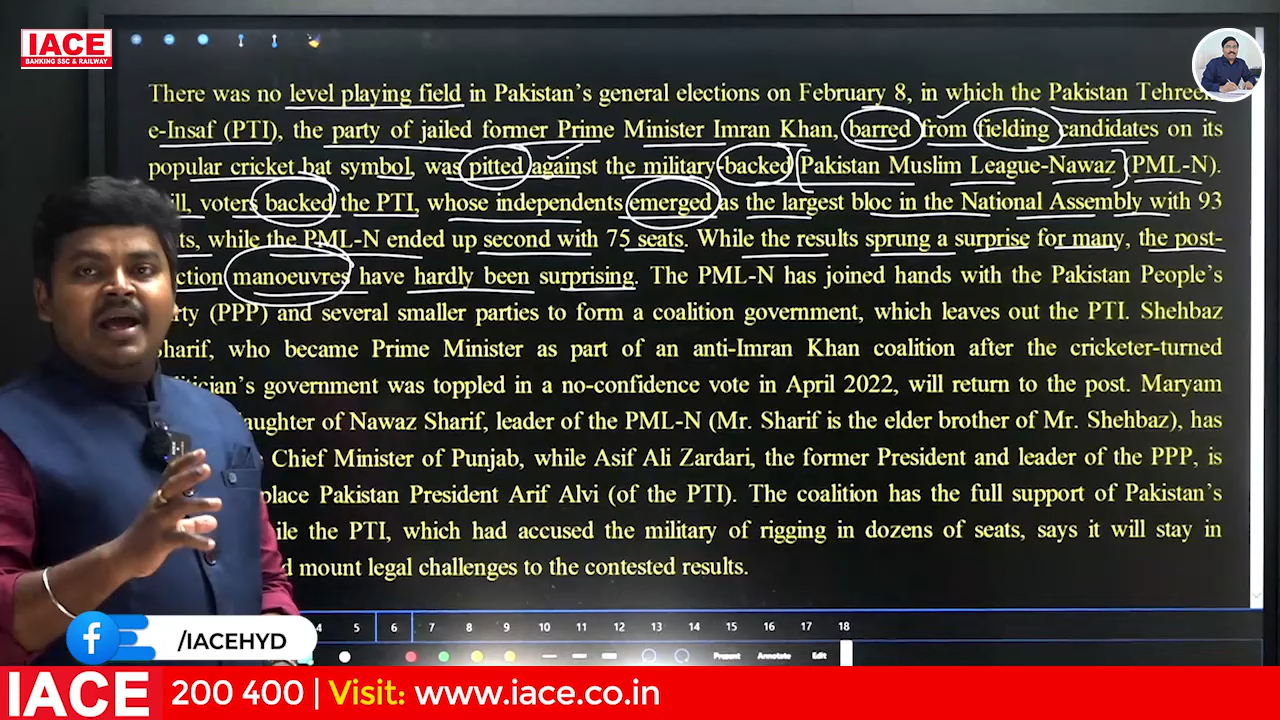 IACE
BANKING SSC & RAILWAY
There was no level playing field in Pakistan's general elections on February 8, in which the Pakistan
e-Insaf (PTI), the party of jailed former Prime Minister Imran Khan, barred from fielding candidates on its
popular cricket bat symbol, was pitted against the military-backed Pakistan Muslim League-Nawaz (PML-N).
voters backed the PTI, whose independents emerged as the largest bloc in the National Assembly with 93
while the PML-N ended up second with 75 seats. While the results sprung a surprise for many, the post-
manoeuvres have hardly been surprising. The PML-N has joined hands with the Pakistan People's
(PPP) and several smaller parties to form a coalition government, which leaves out the PTI. Shehbaz
Sharif, who became Prime Minister as part of an anti-Imran Khan coalition after the cricketer-turned
government was toppled in a no-confidence vote in April 2022, will return to the post. Maryam
of Nawaz Sharif, leader of the PML-N (Mr. Sharif is the elder brother of Mr. Shehbaz), has
Chief Minister of Punjab, while Asif Ali Zardari, the former President and leader of the PPP, is
Pakistan President Arif Alvi (of the PTI). The coalition has the full support of Pakistan's
the PTI, which had accused the military of rigging in dozens of seats, says it will stay in
mount legal challenges to the contested results.
4 5 6 7 8 9 10 11 12 13 14 15 16 17 18
Present Annotate Edit
f /IACEHYD
IACE 200 400 | Visit: www.iace.co.in